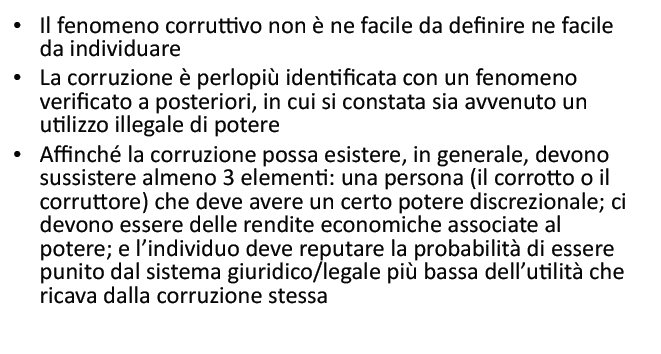 • Il fenomeno corruttivo non è ne facile da definire ne facile
da individuare
• La corruzione è perlopiù identificata con un fenomeno
verificato a posteriori, in cui si constata sia avvenuto un
utilizzo illegale di potere
• Affinché la corruzione possa esistere, in generale, devono
sussistere almeno 3 elementi: una persona (il corrotto o il
corruttore) che deve avere un certo potere discrezionale; ci
devono essere delle rendite economiche associate al
potere; e l'individuo deve reputare la probabilità di essere
punito dal sistema giuridico/legale più bassa dell'utilità che
ricava dalla corruzione stessa